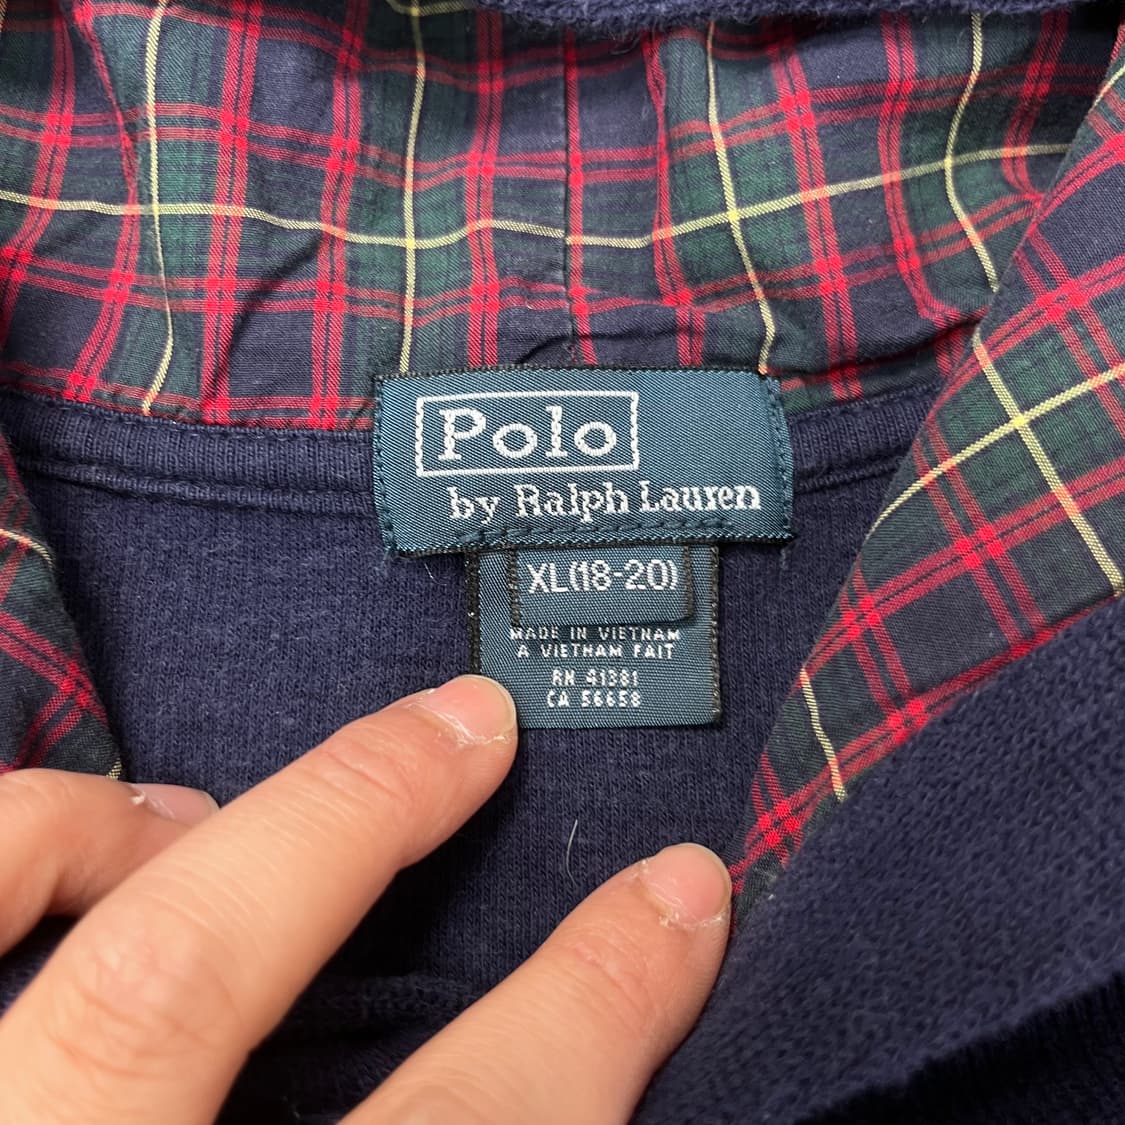 Polo
by Ralph Lauren
XL(18-20)
MADE IN VIETNAM
A VIETNAM FAIT
RN 41381
CA 56658